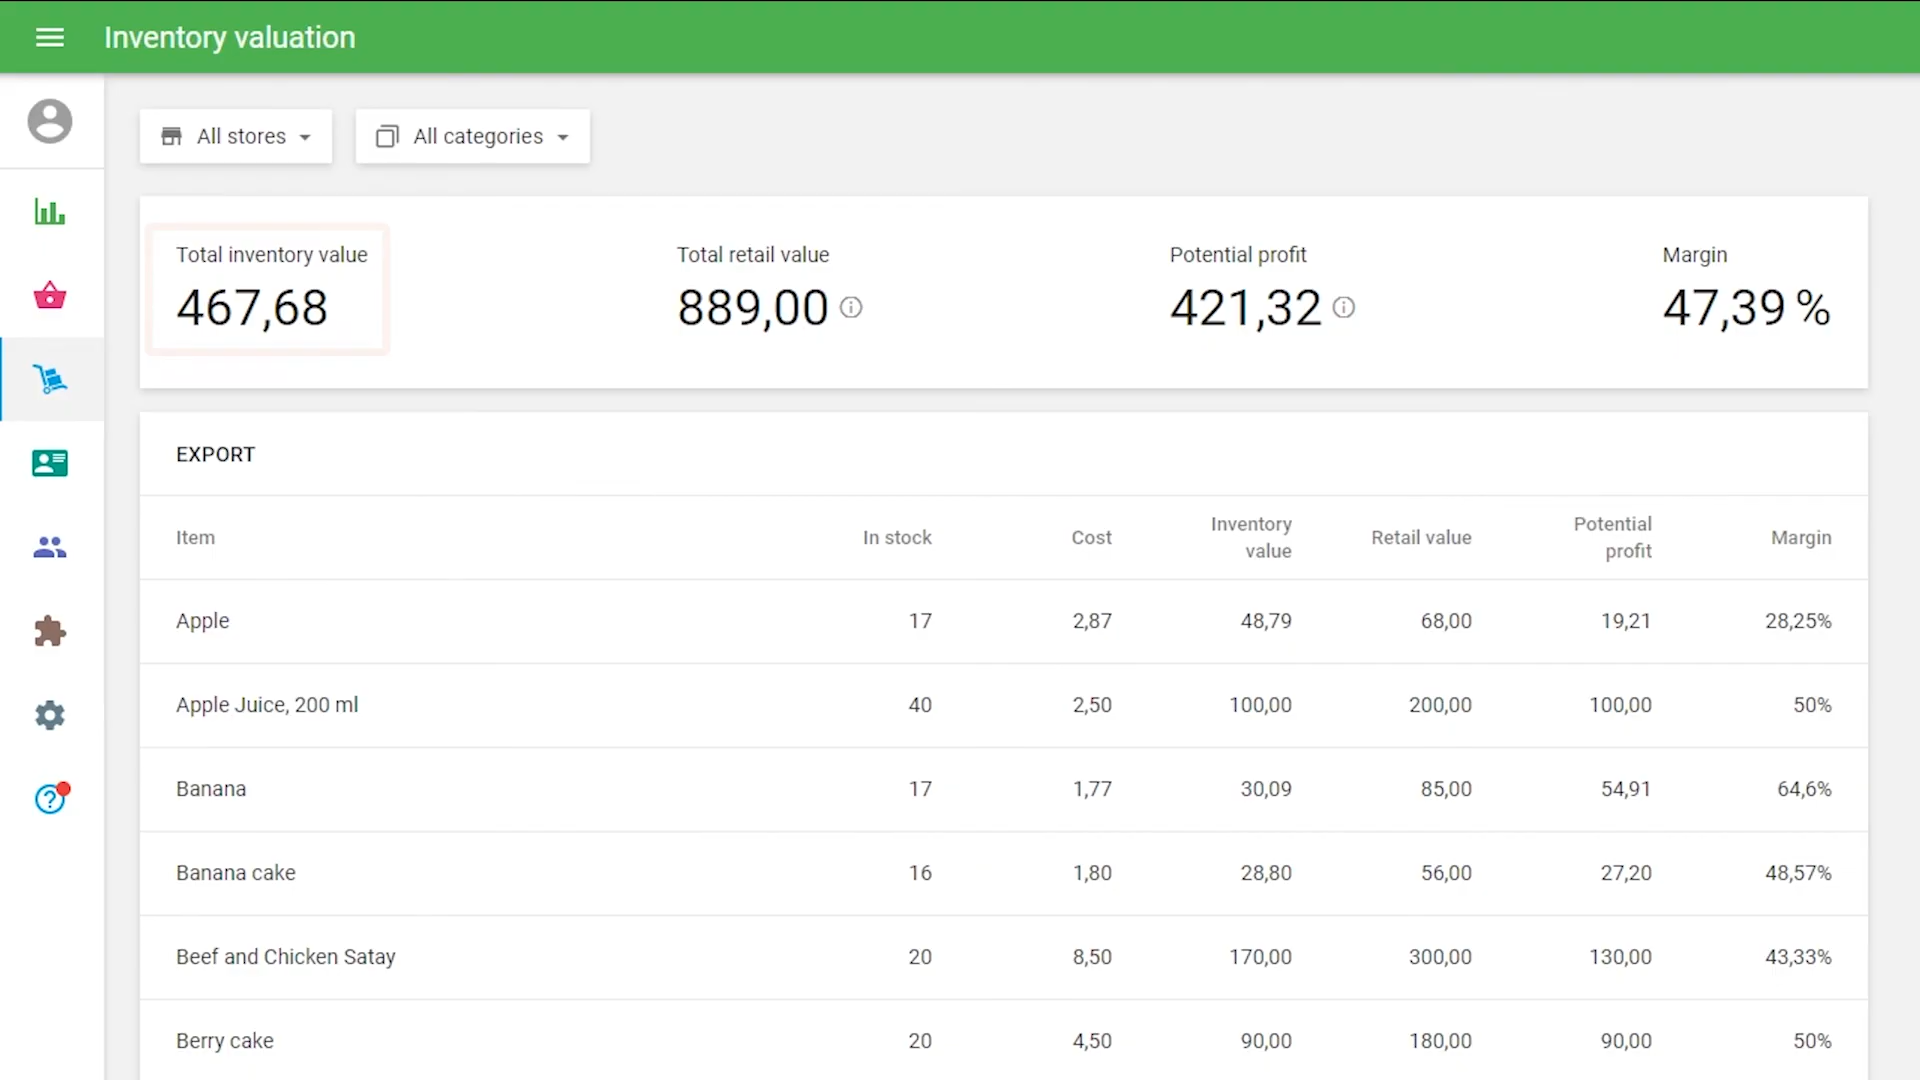 Inventory valuation
All stores
All categories
Total inventory value
467,68
Total retail value
889,00
Potential profit
421,32
Margin
47,39 %
EXPORT
Item In stock Cost Inventory value Retail value Potential profit Margin
Apple 17 2,87 48,79 68,00 19,21 28,25%
Apple Juice, 200 ml 40 2,50 100,00 200,00 100,00 50%
Banana 17 1,77 30,09 85,00 54,91 64,6%
Banana cake 16 1,80 28,80 56,00 27,20 48,57%
Beef and Chicken Satay 20 8,50 170,00 300,00 130,00 43,33%
Berry cake 20 4,50 90,00 180,00 90,00 50%